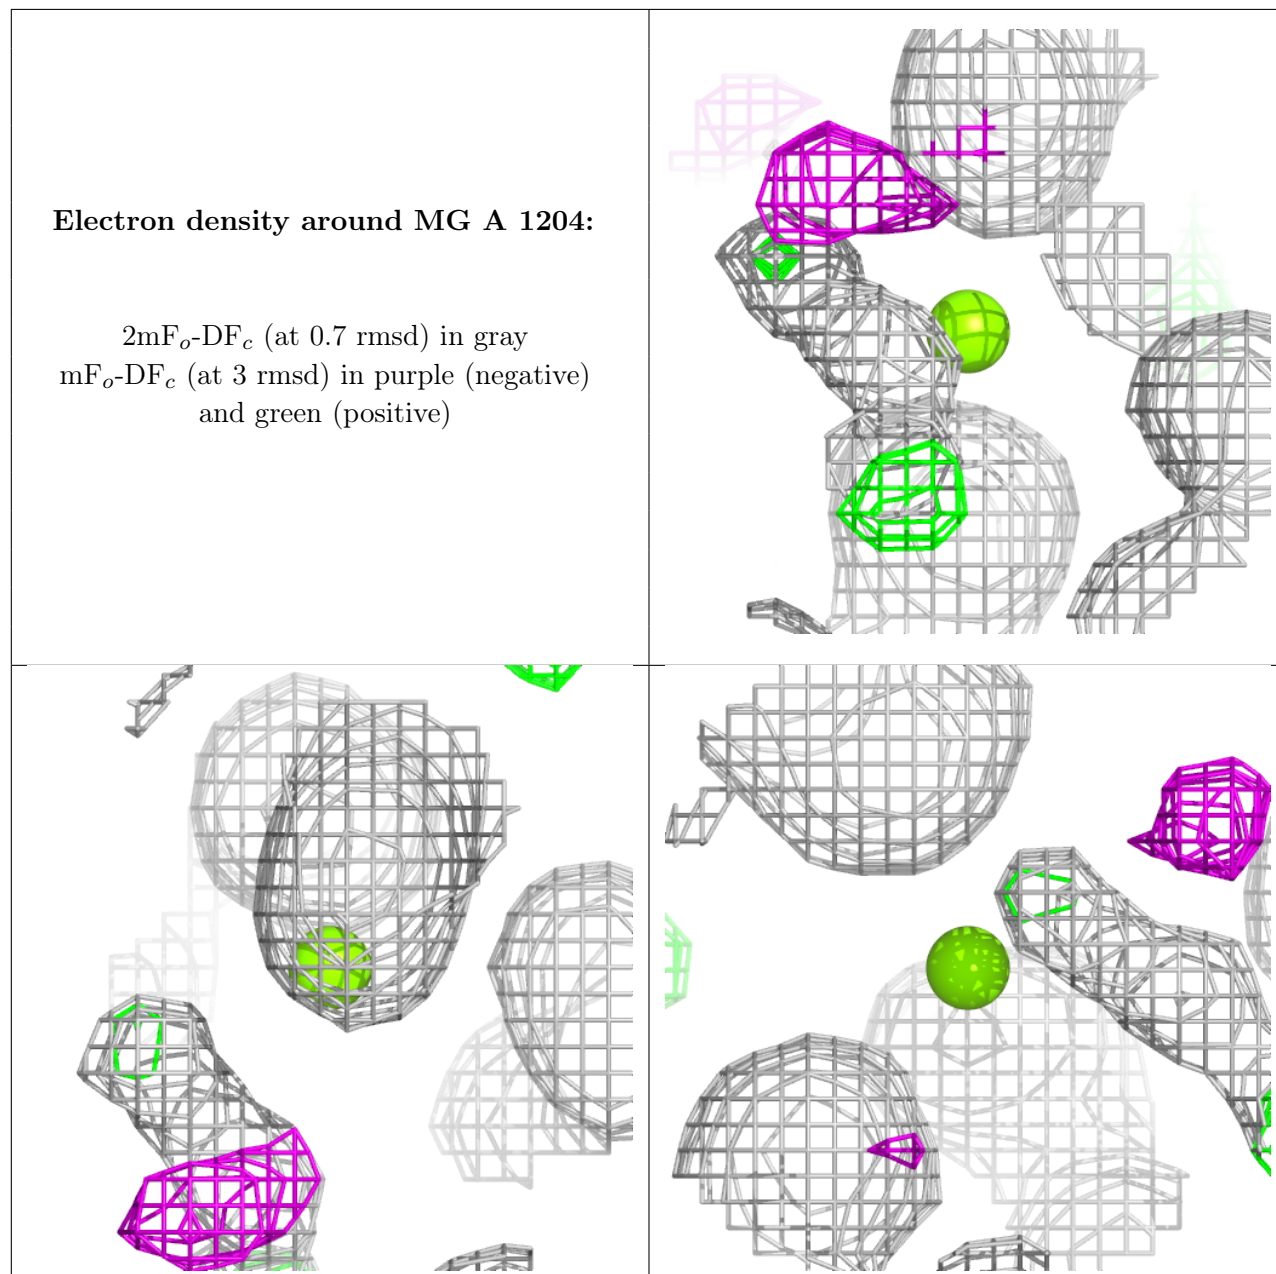 Electron density around MG A 1204:
2mFo-DFc (at 0.7 rmsd) in gray
mFo-DFc (at 3 rmsd) in purple (negative)
and green (positive)